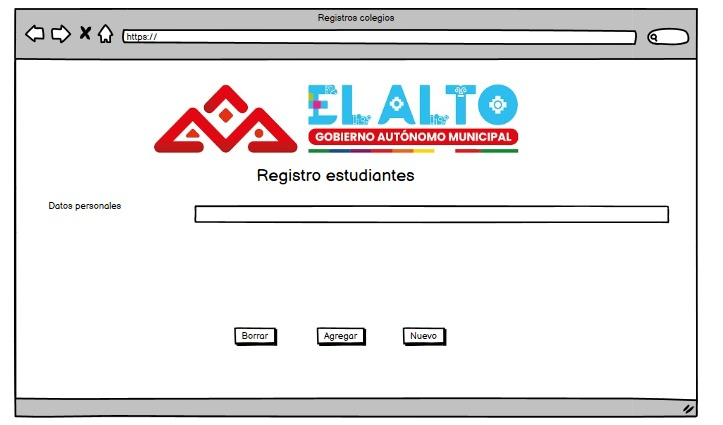 Registros colegios
https://
EL ALTO
GOBIERNO AUTÓNOMO MUNICIPAL
Registro estudiantes
Datos personales
Borrar
Agregar
Nuevo